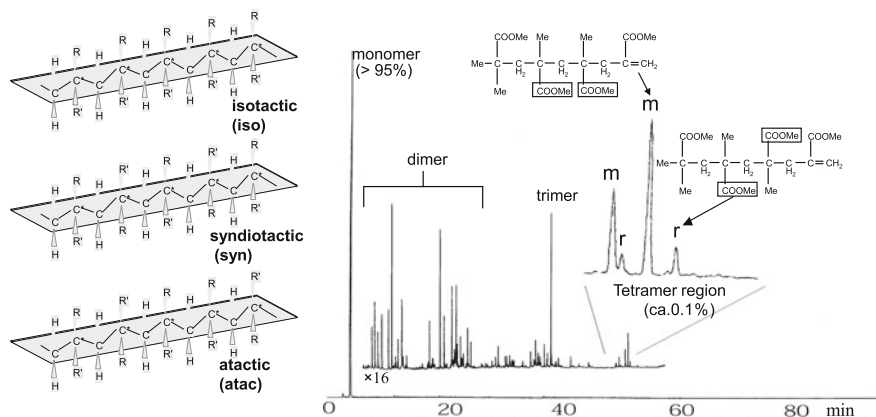 H R H R H R H R
C C* C C* C C* C C*
H R' H R' H R' H R'
isotactic
(iso)
H R H R' H R H R'
C C* C C* C C* C C*
H R' H R H R' H R
syndiotactic
(syn)
C C* C C* C C* C C*
atactic
(atac)
monomer
(> 95%)
dimer
trimer
COOMe Me Me COOMe
Me C H2 C H2 C CH2
Me COOMe COOMe
m
m
r
r
COOMe Me COOMe COOMe
Me C H2 C H2 C CH2
Me COOMe Me
Tetramer region
(ca.0.1%)
×16
0 20 40 60 80 min